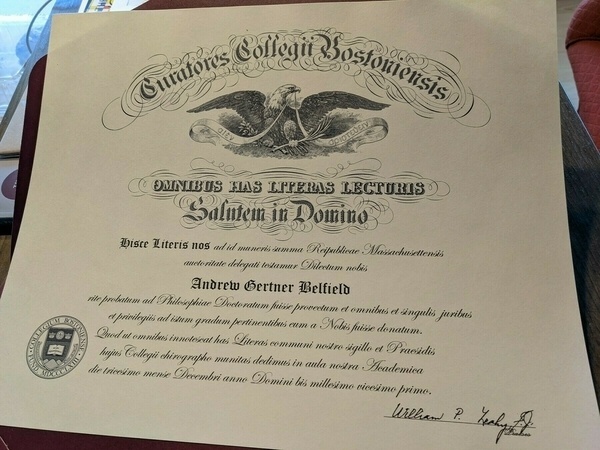 Curatores Collegii Bostoniensis
OMNIBUS HAS LITERAS LECTURIS
Salutem in Domino
Hisce Literis nos ad id muneris summa Reipublicae Massachusettensis
auctoritate delegati testamur Dilectum nobis
Andrew Gertner Belfield
rite probatum ad Philosophiae Doctoratum fuisse provectum et omnibus et singulis juribus
et privilegiis ad istum gradum pertinentibus eum a Nobis fuisse donatum.
Quod ut omnibus innotescat has Literas communi nostro sigillo et Praesidis
hujus Collegii chirographo munitas dedimus in aula nostra Academica
die tricesimo mense Decembri anno Domini bis millesimo vicesimo primo.
COLLEGIUM BOSTONIENSE
William P. Leahy S.J.